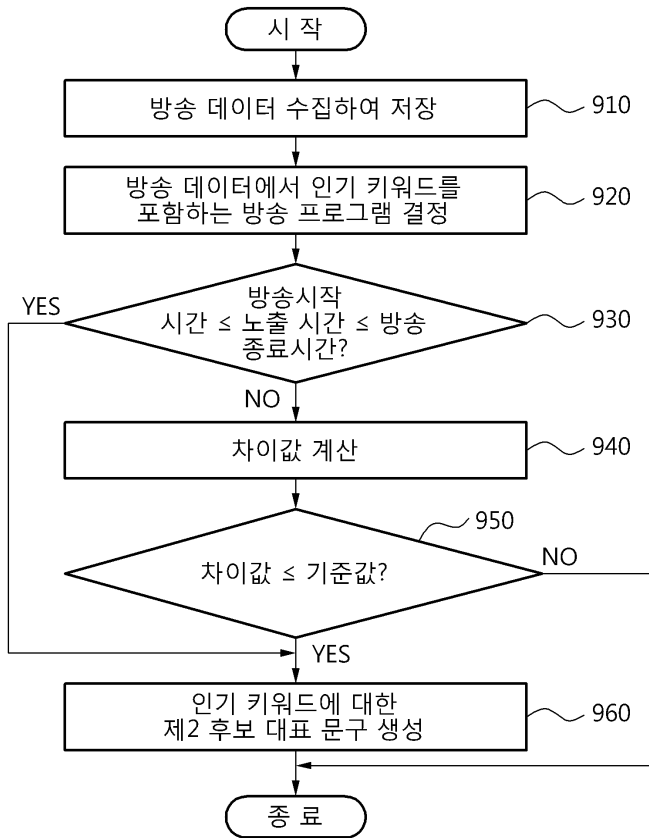 시 작
방송 데이터 수집하여 저장
910
방송 데이터에서 인기 키워드를
포함하는 방송 프로그램 결정
920
YES
방송시작
시간 ≤ 노출 시간 ≤ 방송
종료시간?
930
NO
차이값 계산
940
950
차이값 ≤ 기준값?
NO
YES
인기 키워드에 대한
제2 후보 대표 문구 생성
960
종 료